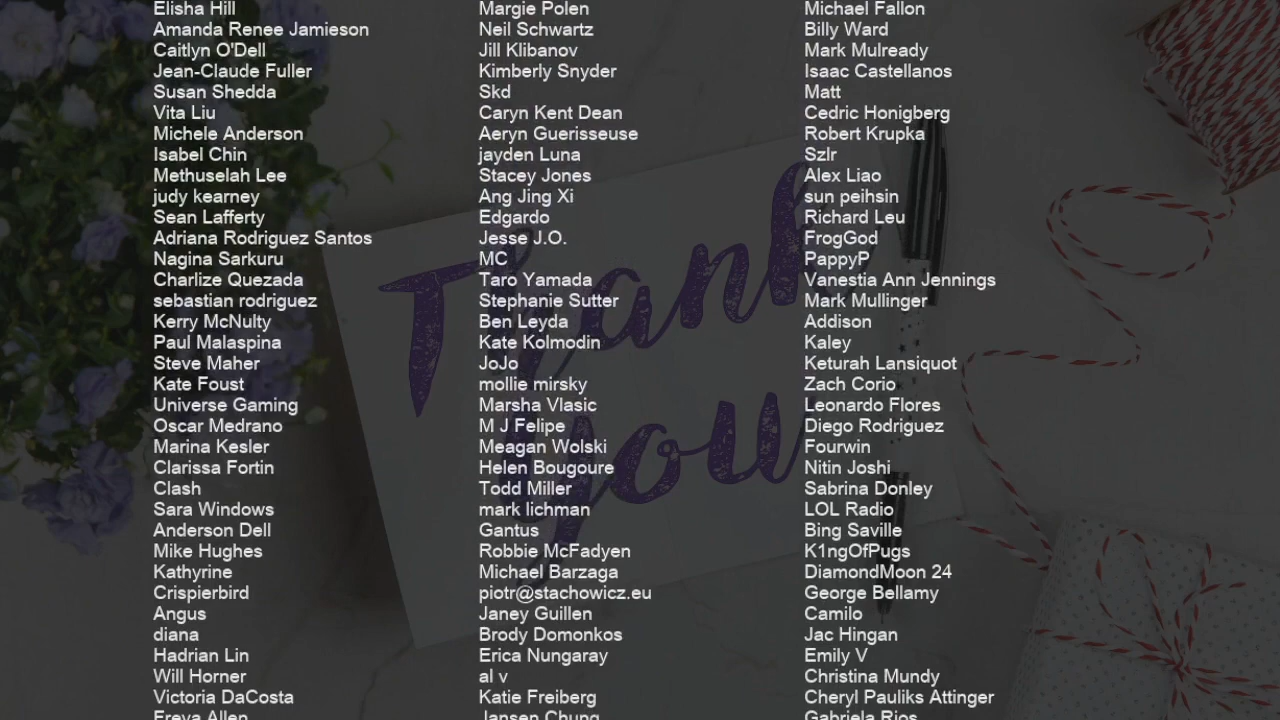 Elisha Hill
Amanda Renee Jamieson
Caitlyn O'Dell
Jean-Claude Fuller
Susan Shedda
Vita Liu
Michele Anderson
Isabel Chin
Methuselah Lee
judy kearney
Sean Lafferty
Adriana Rodriguez Santos
Nagina Sarkuru
Charlize Quezada
sebastian rodriguez
Kerry McNulty
Paul Malaspina
Steve Maher
Kate Foust
Universe Gaming
Oscar Medrano
Marina Kesler
Clarissa Fortin
Clash
Sara Windows
Anderson Dell
Mike Hughes
Kathyrine
Crispierbird
Angus
diana
Hadrian Lin
Will Horner
Victoria DaCosta
Freya Allen
Margie Polen
Neil Schwartz
Jill Klibanov
Kimberly Snyder
Skd
Caryn Kent Dean
Aeryn Guerisseuse
jayden Luna
Stacey Jones
Ang Jing Xi
Edgardo
Jesse J.O.
MC
Taro Yamada
Stephanie Sutter
Ben Leyda
Kate Kolmodin
JoJo
mollie mirsky
Marsha Vlasic
M J Felipe
Meagan Wolski
Helen Bougoure
Todd Miller
mark lichman
Gantus
Robbie McFadyen
Michael Barzaga
piotr@stachowicz.eu
Janey Guillen
Brody Domonkos
Erica Nungaray
al v
Katie Freiberg
Jansen Chung
Michael Fallon
Billy Ward
Mark Mulready
Isaac Castellanos
Matt
Cedric Honigberg
Robert Krupka
Szlr
Alex Liao
sun peihsin
Richard Leu
FrogGod
PappyP
Vanestia Ann Jennings
Mark Mullinger
Addison
Kaley
Keturah Lansiquot
Zach Corio
Leonardo Flores
Diego Rodriguez
Fourwin
Nitin Joshi
Sabrina Donley
LOL Radio
Bing Saville
K1ngOfPugs
DiamondMoon 24
George Bellamy
Camilo
Jac Hingan
Emily V
Christina Mundy
Cheryl Pauliks Attinger
Gabriela Rios
Thank
you